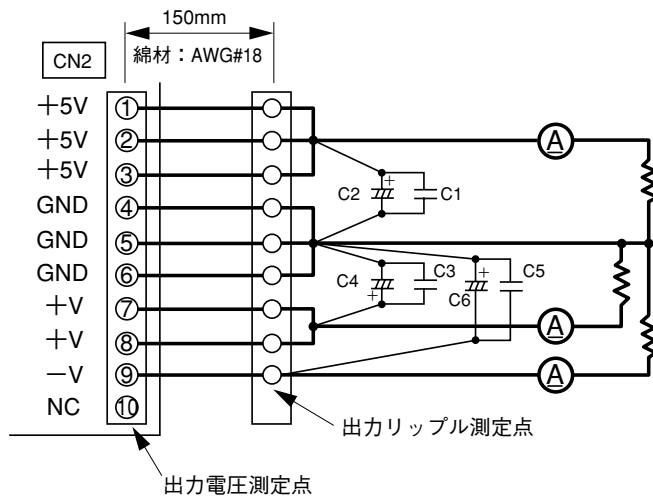 150mm
綿材：AWG#18
CN2
＋5V ①
＋5V ②
＋5V ③
GND ④
GND ⑤
GND ⑥
＋V ⑦
＋V ⑧
－V ⑨
NC ⑩
A
C2 + C1
C4 + C3
C6 + C5
A
A
出力リップル測定点
出力電圧測定点